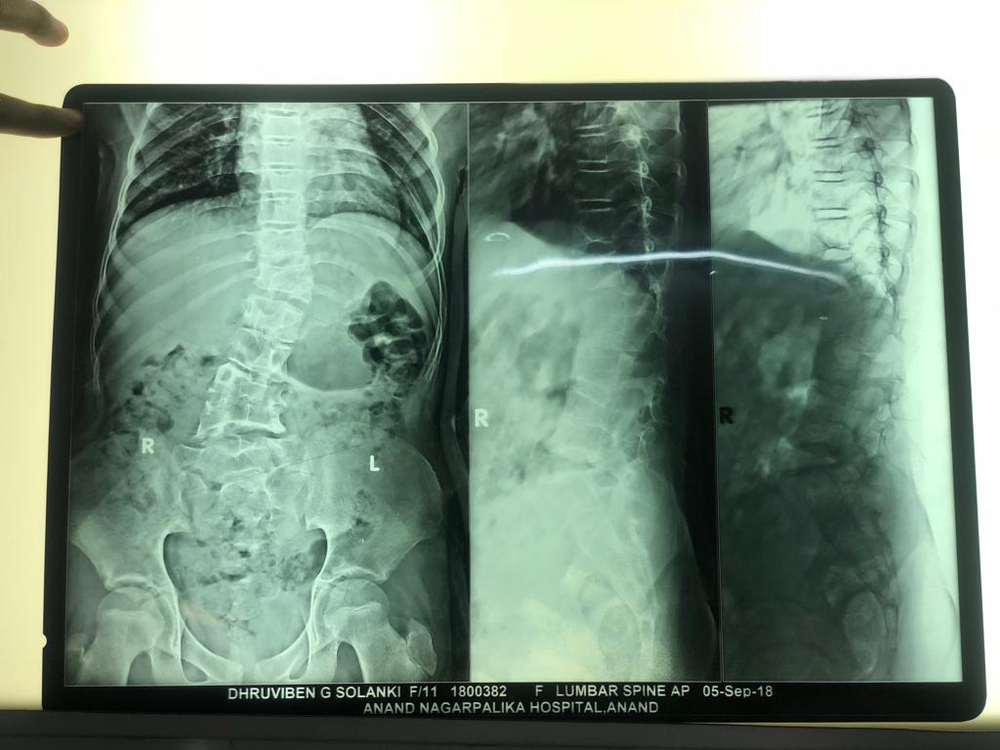 R
L
R
R
DHRUVIBEN G SOLANKI F/11 1800382 F LUMBAR SPINE AP 05-Sep-18
ANAND NAGARPALIKA HOSPITAL,ANAND